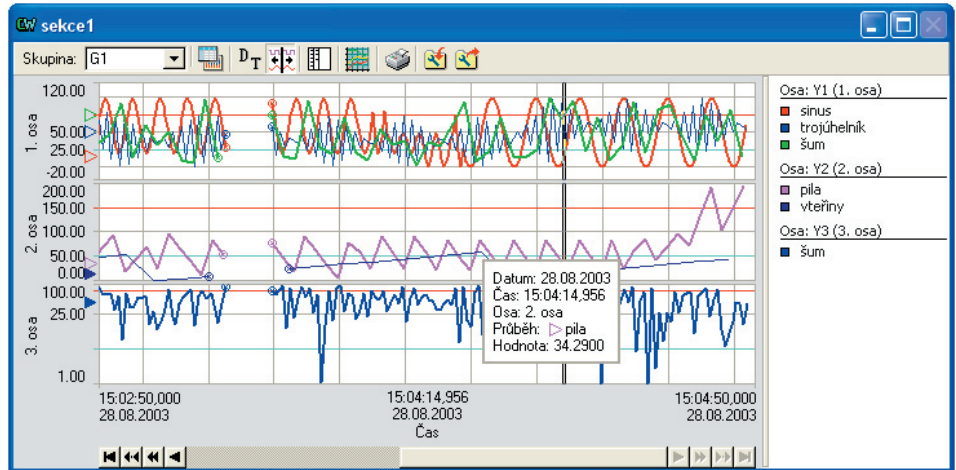 CW sekce1
Skupina: G1
DT
120.00
50.00
25.00
-20.00
1. osa
200.00
150.00
100.00
50.00
0.00
2. osa
100.00
25.00
1.00
3. osa
Datum: 28.08.2003
Čas: 15:04:14,956
Osa: 2. osa
Průběh: pila
Hodnota: 34.2900
15:02:50,000
28.08.2003
15:04:14,956
28.08.2003
15:04:50,000
28.08.2003
Čas
Osa: Y1 (1. osa)
sinus
trojúhelník
šum
Osa: Y2 (2. osa)
pila
vteřiny
Osa: Y3 (3. osa)
šum